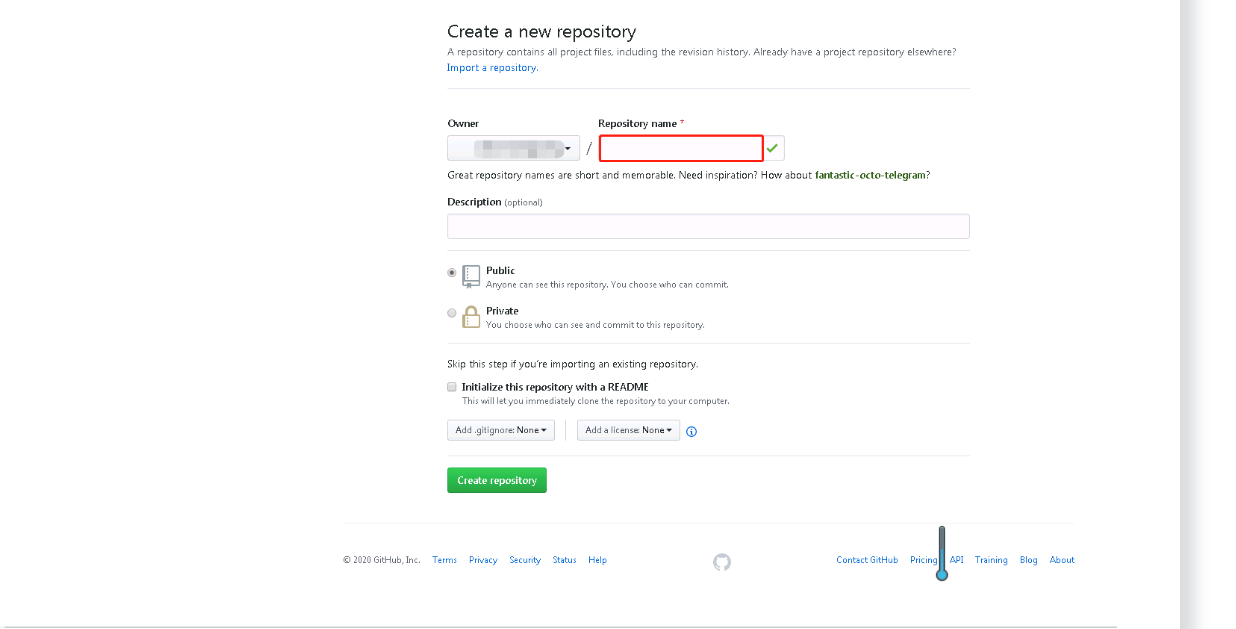 Create a new repository
A repository contains all project files, including the revision history. Already have a project repository elsewhere?
Import a repository.
Owner
Repository name *
/
Great repository names are short and memorable. Need inspiration? How about fantastic-octo-telegram?
Description (optional)
Public
Anyone can see this repository. You choose who can commit.
Private
You choose who can see and commit to this repository.
Skip this step if you're importing an existing repository.
Initialize this repository with a README
This will let you immediately clone the repository to your computer.
Add .gitignore: None
Add a license: None
Create repository
© 2020 GitHub, Inc. Terms Privacy Security Status Help Contact GitHub Pricing API Training Blog About